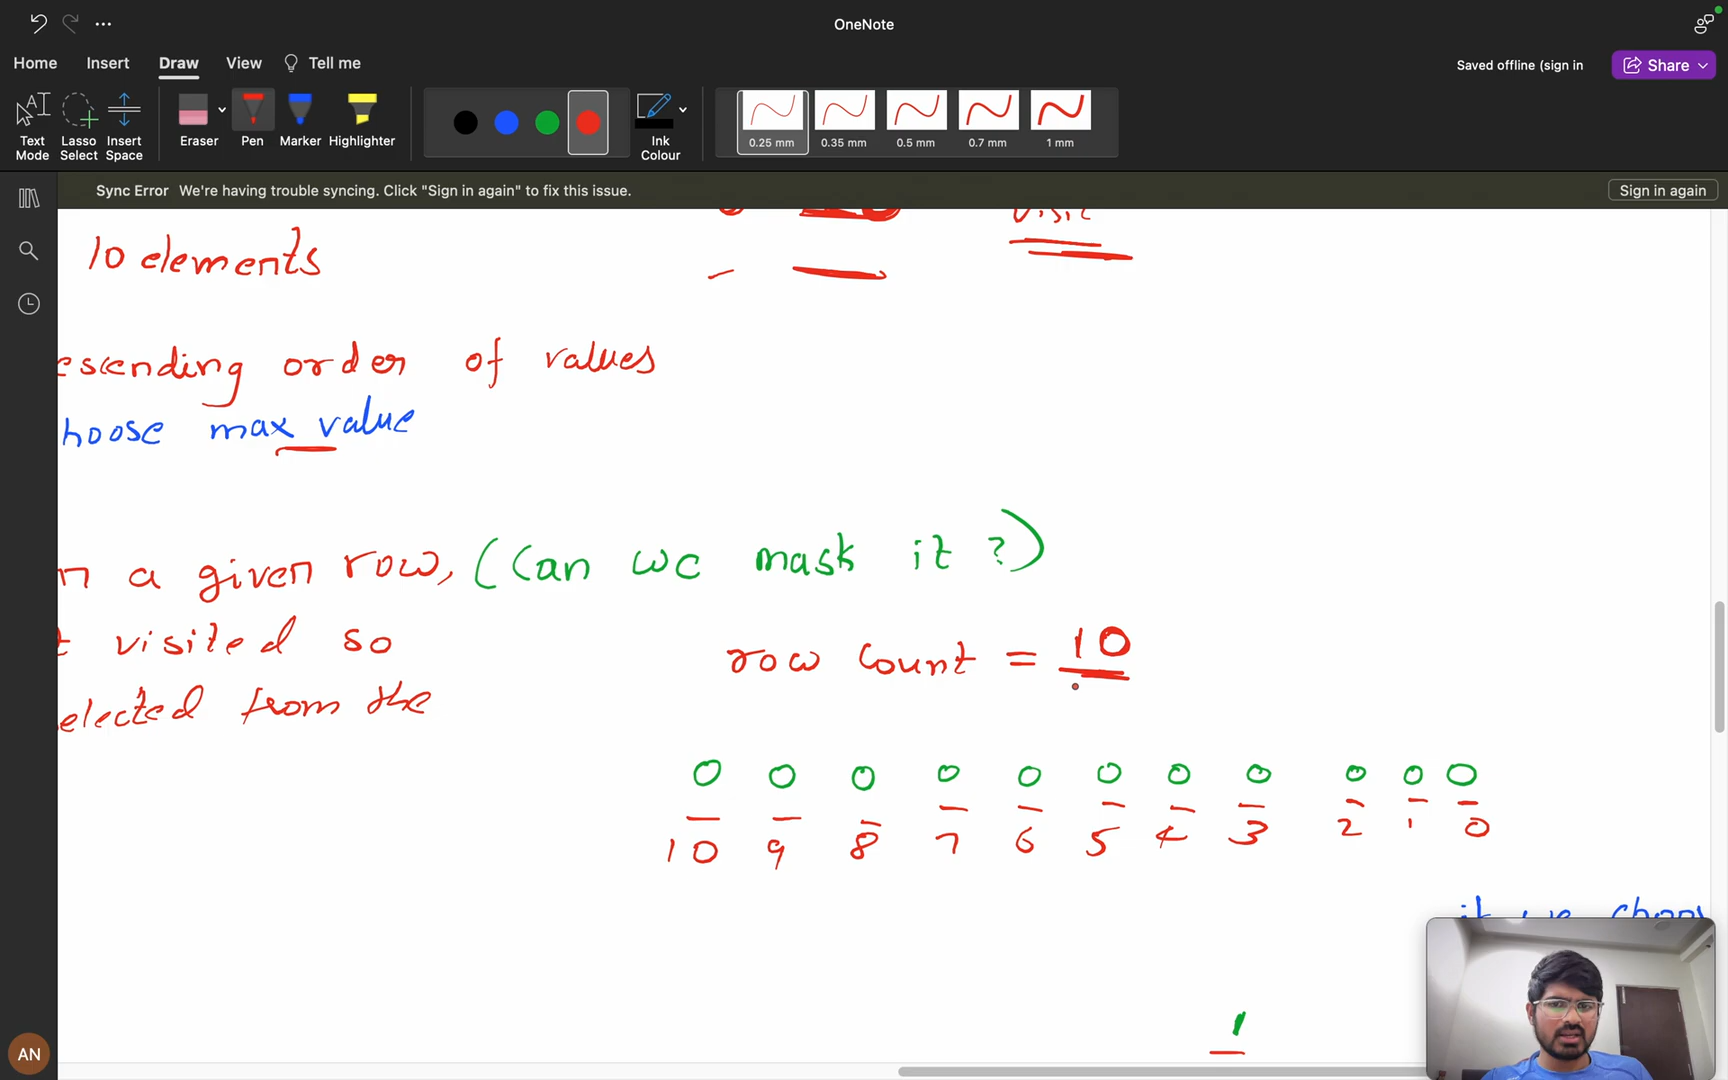 OneNote
Home Insert Draw View Tell me
Saved offline (sign in
Share
Text Mode
Lasso Select
Insert Space
Eraser
Pen
Marker
Highlighter
Ink Colour
0.25 mm
0.35 mm
0.5 mm
0.7 mm
1 mm
Sync Error We're having trouble syncing. Click "Sign in again" to fix this issue.
Sign in again
visit
10 elements
escending order of values
hoose max value
n a given row, (Can we mask it ?)
t visited so
row count = 10
elected from the
0 0 0 0 0 0 0 0 0 0 0
10 9 8 7 6 5 4 3 2 1 0
if we choos
1
AN